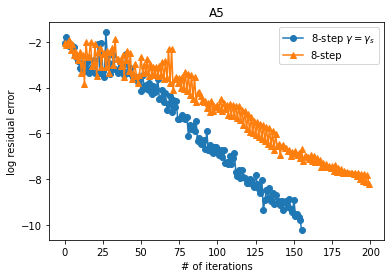 A5
8-step γ = γₛ
8-step
log residual error
−2
−4
−6
−8
−10
0 25 50 75 100 125 150 175 200
# of iterations